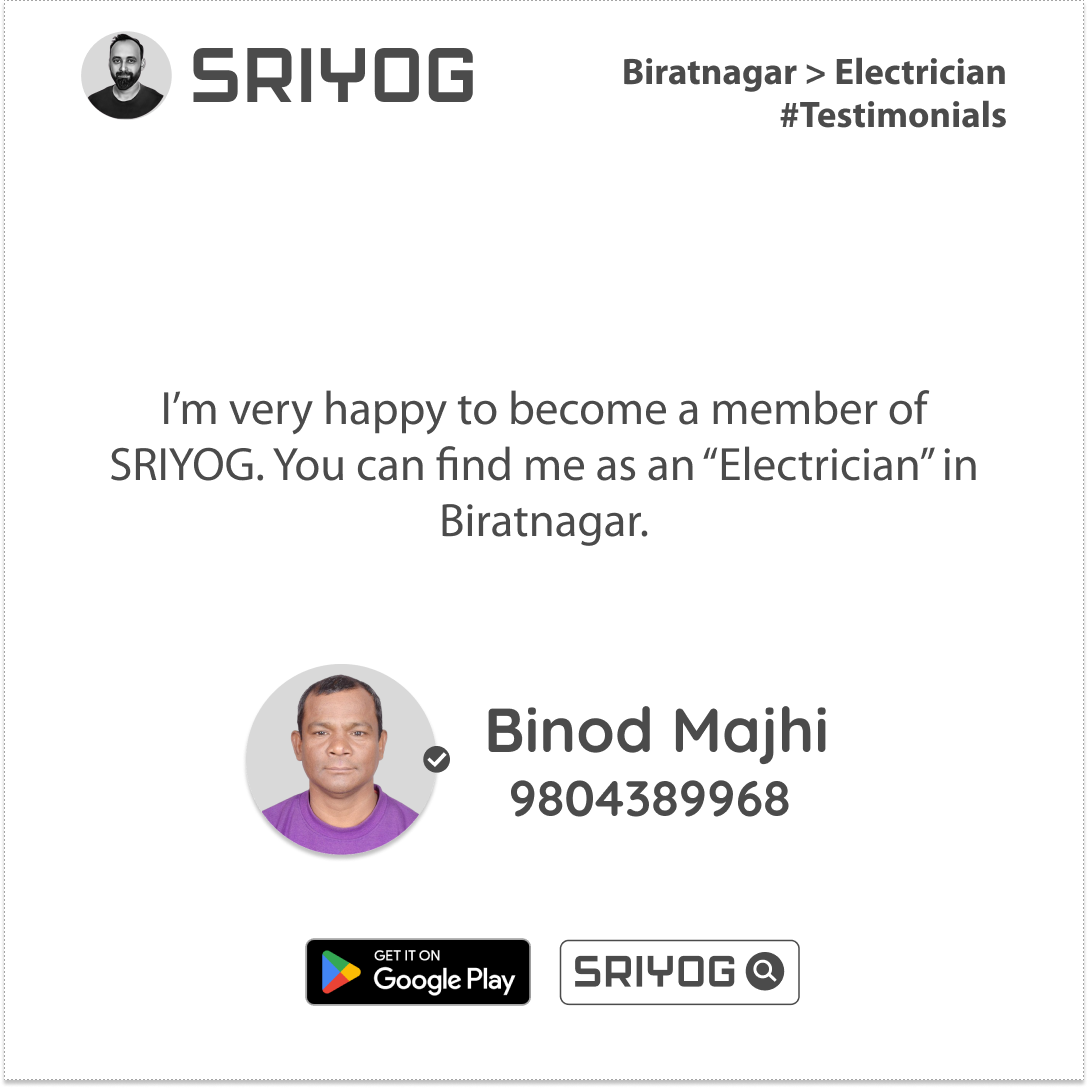 SRIYOG
Biratnagar > Electrician
#Testimonials
I’m very happy to become a member of
SRIYOG. You can find me as an “Electrician” in
Biratnagar.
Binod Majhi
9804389968
GET IT ON
Google Play
SRIYOG